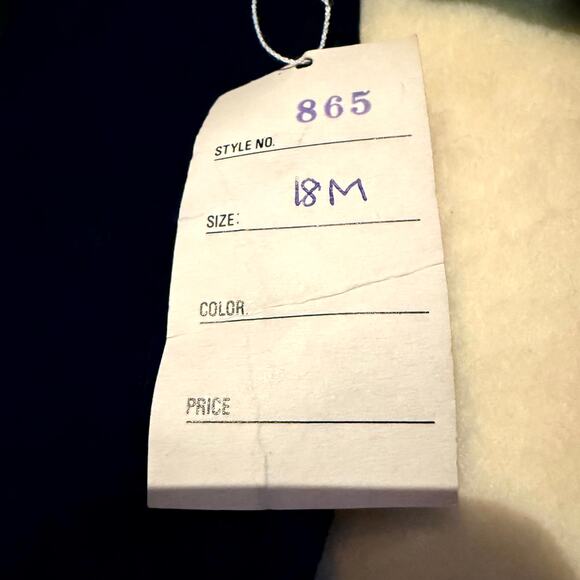 865
STYLE NO.
18M
SIZE:
COLOR
PRICE